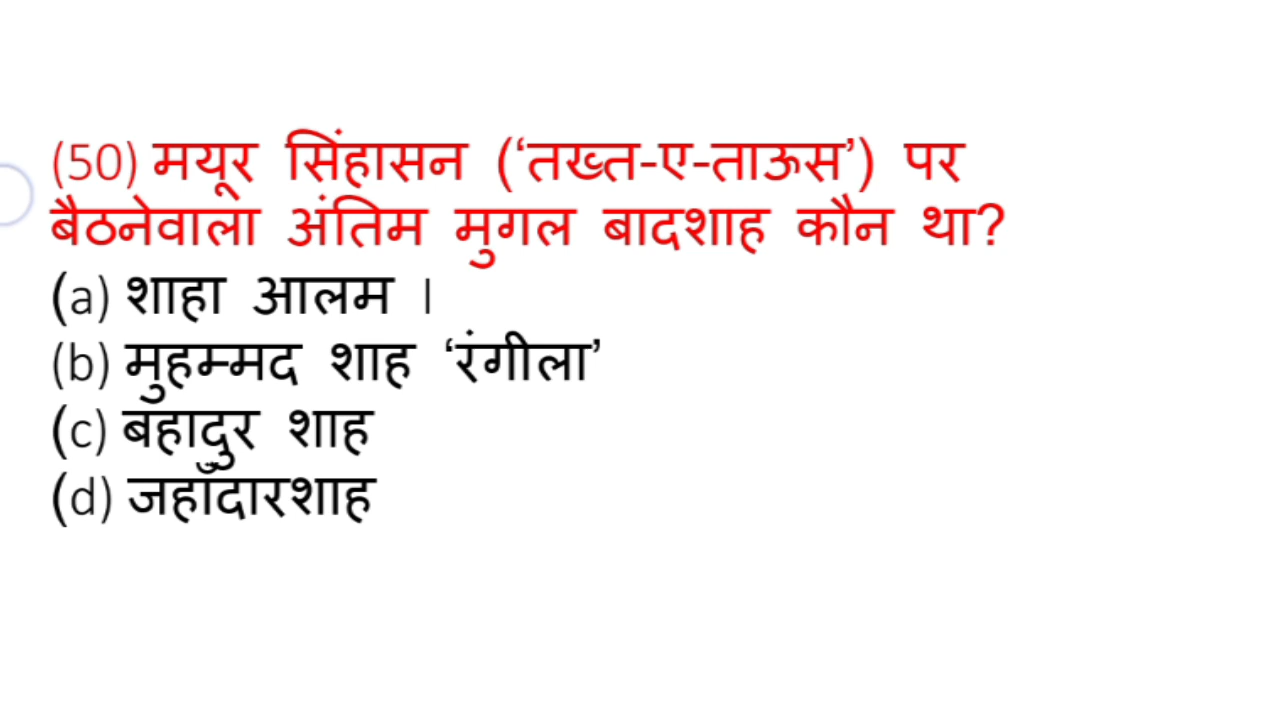 (50) मयूर सिंहासन (‘तख्त-ए-ताऊस’) पर
बैठनेवाला अंतिम मुगल बादशाह कौन था?
(a) शाहा आलम ।
(b) मुहम्मद शाह ‘रंगीला’
(c) बहादुर शाह
(d) जहाँदारशाह